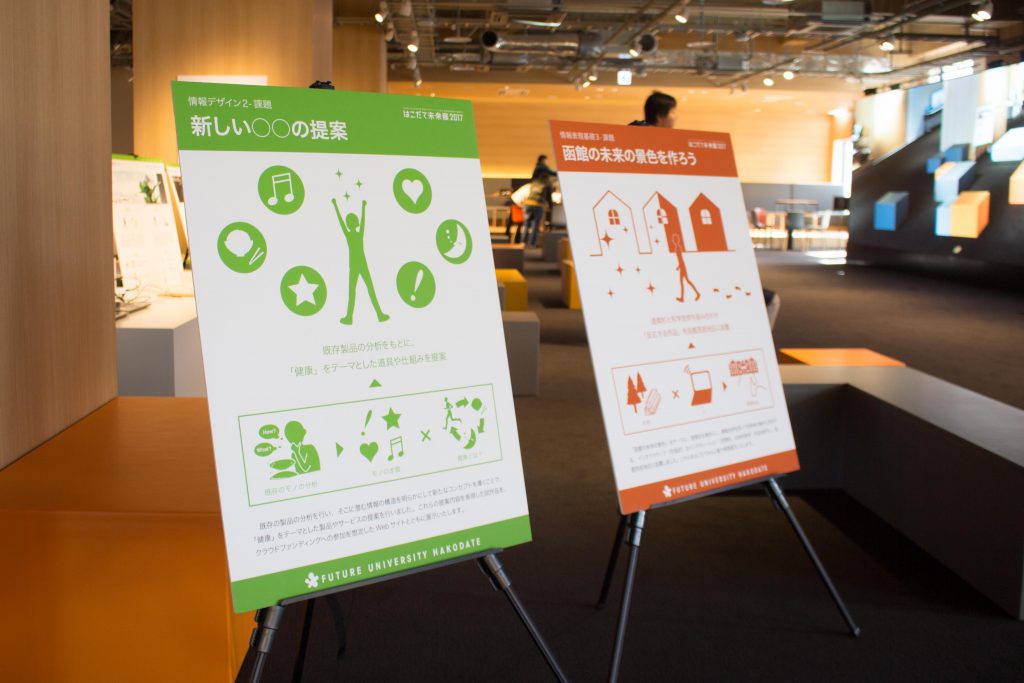 情報デザイン2- 課題
新しい○○の提案
はこだて未来展2017
既存製品の分析をもとに、
「健康」をテーマとした道具や仕組みを提案
How?
What?
既存のモノの分析
モノの本質
健康とは?
既存の製品の分析を行い、そこに潜む情報の構造を明らかにして新たなコンセプトを導くことで、
「健康」をテーマとした製品やサービスの提案を行いました。これらの提案内容を表現した試作品を、
クラウドファンディングへの参加を想定した Web サイトとともに展示いたします。
FUTURE UNIVERSITY HAKODATE
情報表現基礎3- 課題
函館の未来の景色を作ろう
はこだて未来展2017
FUTURE UNIVERSITY HAKODATE